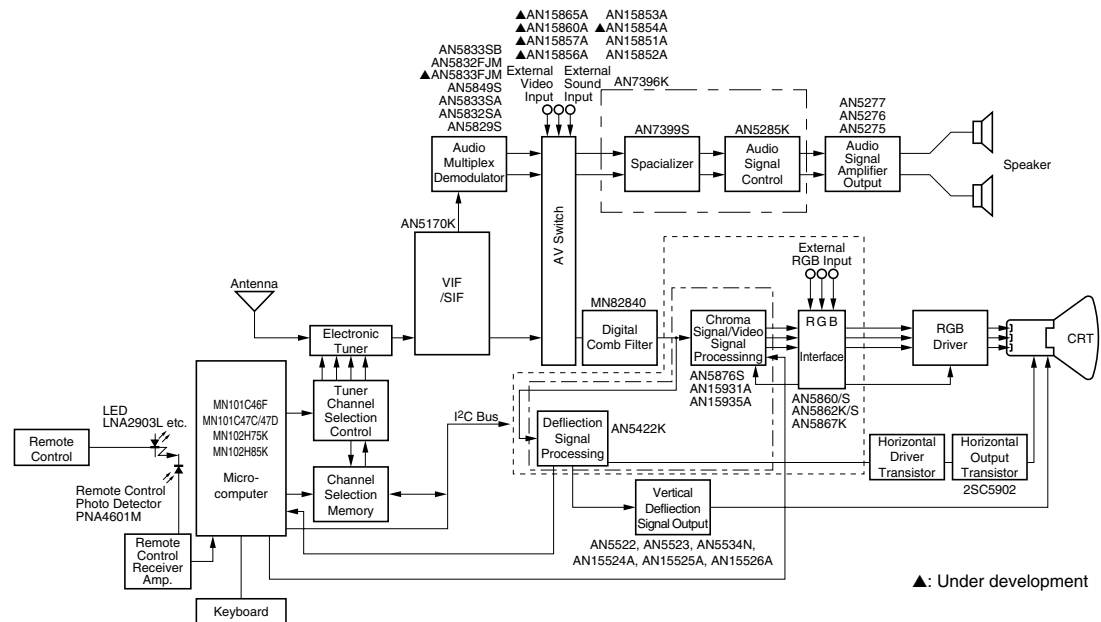 ▲AN15865A
▲AN15860A
▲AN15857A
▲AN15856A
AN15853A
▲AN15854A
AN15851A
AN15852A
AN5833SB
AN5832FJM
▲AN5833FJM
AN5849S
AN5833SA
AN5832SA
AN5829S
External
Video
Input
External
Sound
Input
AN7396K
AN5277
AN5276
AN5275
Audio
Multiplex
Demodulator
AN7399S
Spacializer
AN5285K
Audio
Signal
Control
Audio
Signal
Amplifier
Output
Speaker
AN5170K
VIF
/SIF
AV Switch
External
RGB Input
Antenna
MN82840
Digital
Comb Filter
Chroma
Signal/Video
Signal
Processinng
RGB
Interface
RGB
Driver
CRT
Electronic
Tuner
AN5876S
AN15931A
AN15935A
AN5860/S
AN5862K/S
AN5867K
MN101C46F
MN101C47C/47D
MN102H75K
MN102H85K
Micro-
computer
Tuner
Channel
Selection
Control
I²C Bus
LED
LNA2903L etc.
Remote
Control
Defliection
Signal
Processing
AN5422K
Horizontal
Driver
Transistor
Horizontal
Output
Transistor
2SC5902
Channel
Selection
Memory
Remote Control
Photo Detector
PNA4601M
Vertical
Defliection
Signal Output
AN5522, AN5523, AN5534N,
AN15524A, AN15525A, AN15526A
Remote
Control
Receiver
Amp.
Keyboard
▲: Under development